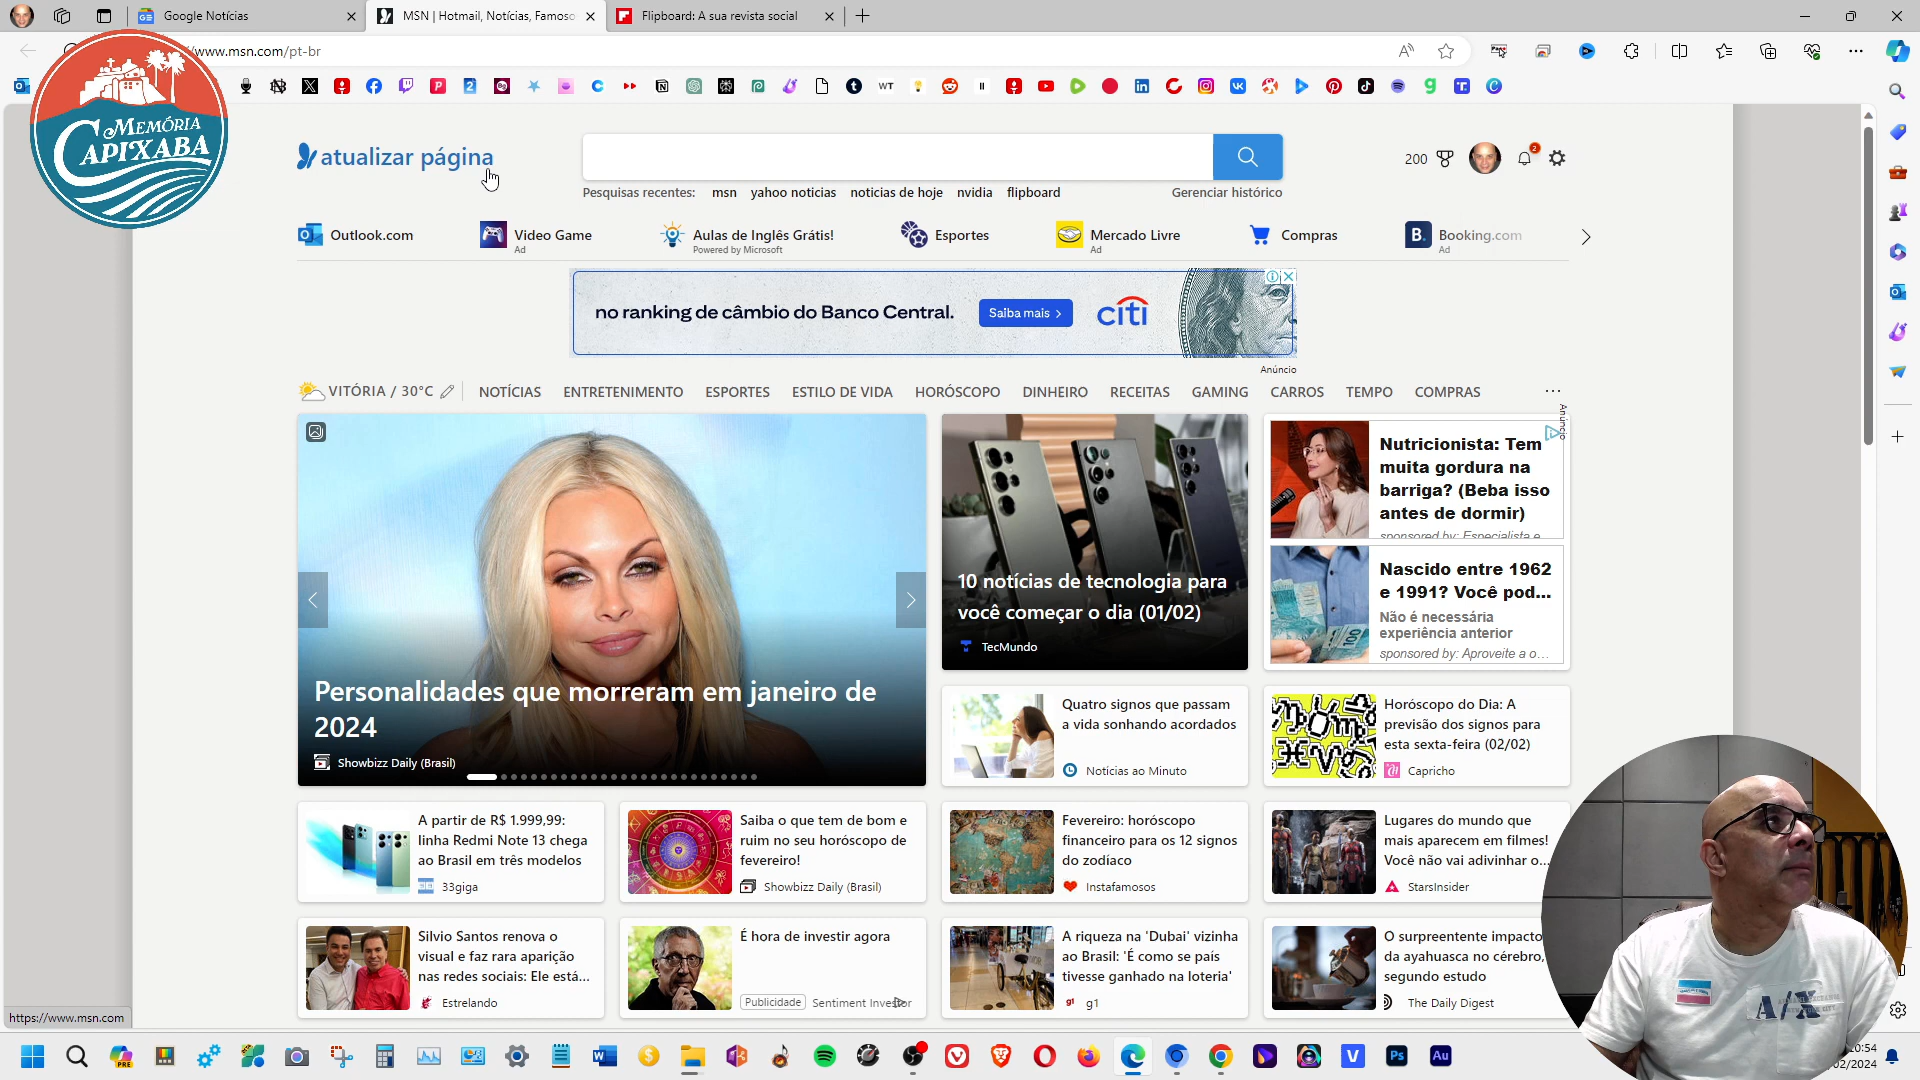 Google Notícias
MSN | Hotmail, Notícias, Famoso
Flipboard: A sua revista social
www.msn.com/pt-br
MEMÓRIA
CAPIXABA
atualizar página
Pesquisas recentes: msn yahoo noticias noticias de hoje nvidia flipboard Gerenciar histórico
200
2
Outlook.com
Video Game
Ad
Aulas de Inglês Grátis!
Powered by Microsoft
Esportes
Mercado Livre
Ad
Compras
B.
Booking.com
Ad
no ranking de câmbio do Banco Central.
Saiba mais
citi
Anúncio
VITÓRIA / 30°C
NOTÍCIAS ENTRETENIMENTO ESPORTES ESTILO DE VIDA HORÓSCOPO DINHEIRO RECEITAS GAMING CARROS TEMPO COMPRAS
Personalidades que morreram em janeiro de
2024
Showbizz Daily (Brasil)
10 notícias de tecnologia para
você começar o dia (01/02)
TecMundo
Anúncio
Nutricionista: Tem
muita gordura na
barriga? (Beba isso
antes de dormir)
sponsored by: Especialista e
Nascido entre 1962
e 1991? Você pod...
Não é necessária
experiência anterior
sponsored by: Aproveite a o...
Quatro signos que passam
a vida sonhando acordados
Notícias ao Minuto
Horóscopo do Dia: A
previsão dos signos para
esta sexta-feira (02/02)
Capricho
A partir de R$ 1.999,99:
linha Redmi Note 13 chega
ao Brasil em três modelos
33giga
Saiba o que tem de bom e
ruim no seu horóscopo de
fevereiro!
Showbizz Daily (Brasil)
Fevereiro: horóscopo
financeiro para os 12 signos
do zodíaco
Instafamosos
Lugares do mundo que
mais aparecem em filmes!
Você não vai adivinhar o...
StarsInsider
Silvio Santos renova o
visual e faz rara aparição
nas redes sociais: Ele está...
Estrelando
É hora de investir agora
Publicidade Sentiment Investor
A riqueza na 'Dubai' vizinha
ao Brasil: 'É como se país
tivesse ganhado na loteria'
g1
O surpreentente impacto
da ayahuasca no cérebro,
segundo estudo
The Daily Digest
A/X
https://www.msn.com